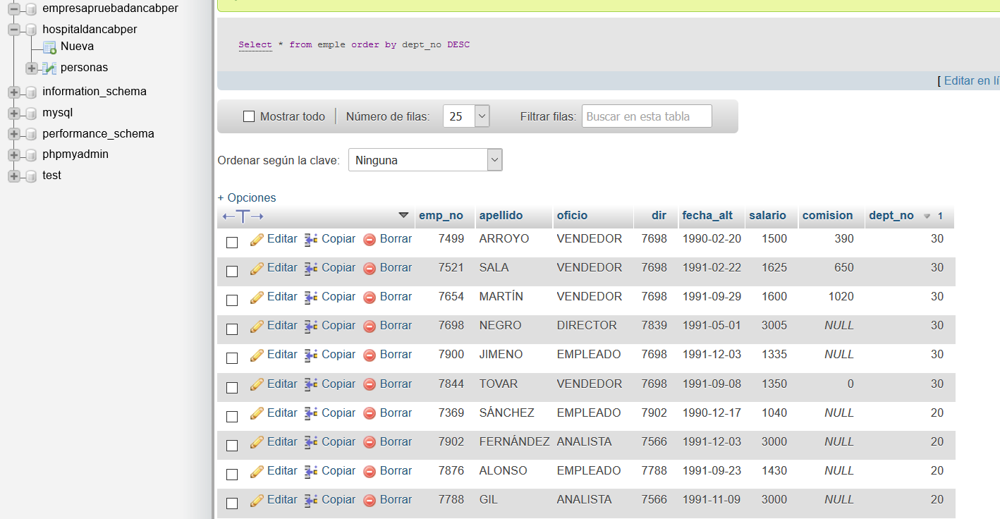 empresapruebadancabper
hospitaldancabper
Nueva
personas
information_schema
mysql
performance_schema
phpmyadmin
test
Select * from emple order by dept_no DESC
[ Editar en lí
Mostrar todo Número de filas: 25 Filtrar filas: Buscar en esta tabla
Ordenar según la clave: Ninguna
+ Opciones
←T→ emp_no apellido oficio dir fecha_alt salario comision dept_no 1
Editar Copiar Borrar 7499 ARROYO VENDEDOR 7698 1990-02-20 1500 390 30
Editar Copiar Borrar 7521 SALA VENDEDOR 7698 1991-02-22 1625 650 30
Editar Copiar Borrar 7654 MARTÍN VENDEDOR 7698 1991-09-29 1600 1020 30
Editar Copiar Borrar 7698 NEGRO DIRECTOR 7839 1991-05-01 3005 NULL 30
Editar Copiar Borrar 7900 JIMENO EMPLEADO 7698 1991-12-03 1335 NULL 30
Editar Copiar Borrar 7844 TOVAR VENDEDOR 7698 1991-09-08 1350 0 30
Editar Copiar Borrar 7369 SÁNCHEZ EMPLEADO 7902 1990-12-17 1040 NULL 20
Editar Copiar Borrar 7902 FERNÁNDEZ ANALISTA 7566 1991-12-03 3000 NULL 20
Editar Copiar Borrar 7876 ALONSO EMPLEADO 7788 1991-09-23 1430 NULL 20
Editar Copiar Borrar 7788 GIL ANALISTA 7566 1991-11-09 3000 NULL 20